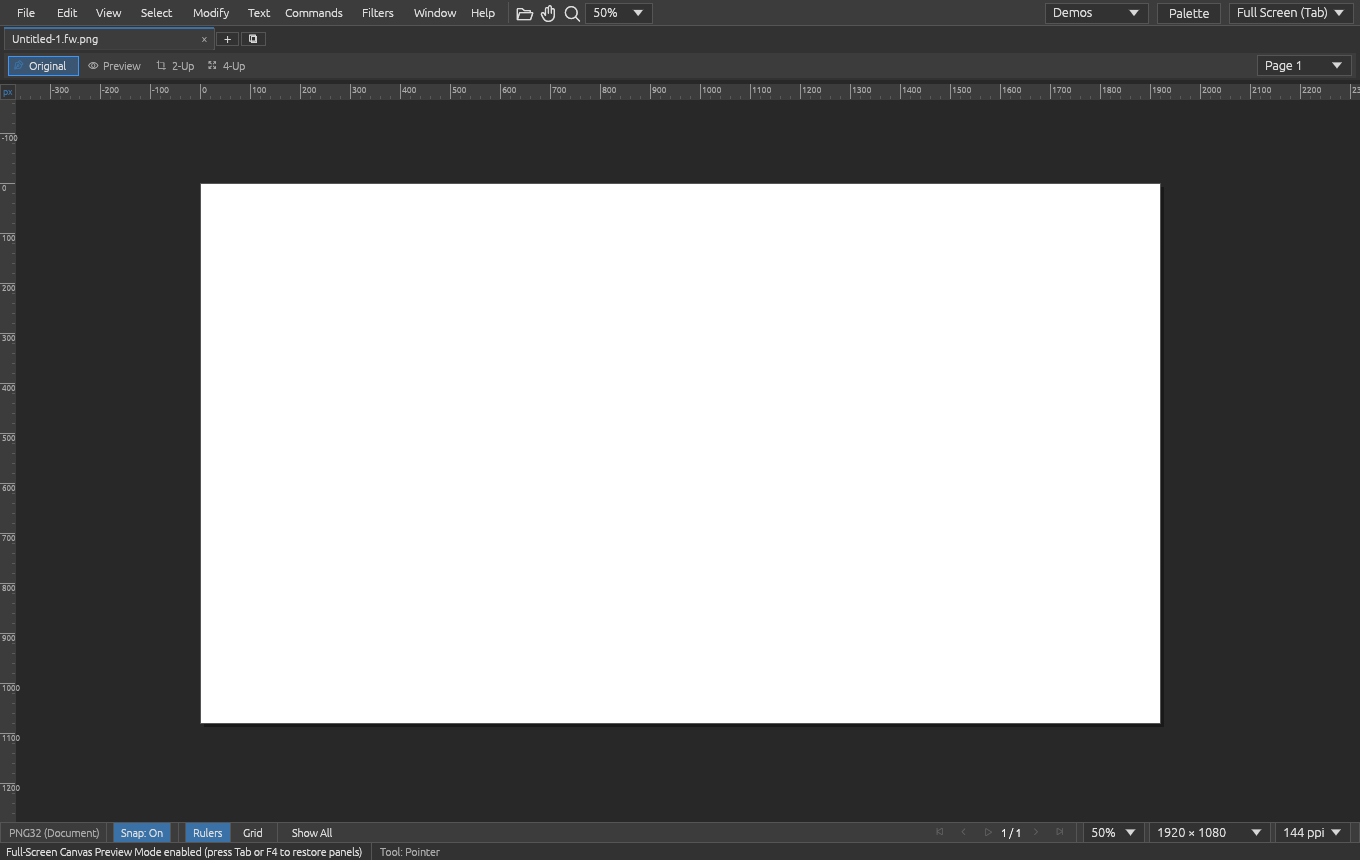 File Edit View Select Modify Text Commands Filters Window Help 50% Demos Palette Full Screen (Tab)
Untitled-1.fw.png × +
Original Preview 2-Up 4-Up Page 1
px -300 -200 -100 0 100 200 300 400 500 600 700 800 900 1000 1100 1200 1300 1400 1500 1600 1700 1800 1900 2000 2100 2200 23
-100
0
100
200
300
400
500
600
700
800
900
1000
1100
1200
PNG32 (Document) Snap: On Rulers Grid Show All 1 / 1 50% 1920 × 1080 144 ppi
Full-Screen Canvas Preview Mode enabled (press Tab or F4 to restore panels) Tool: Pointer